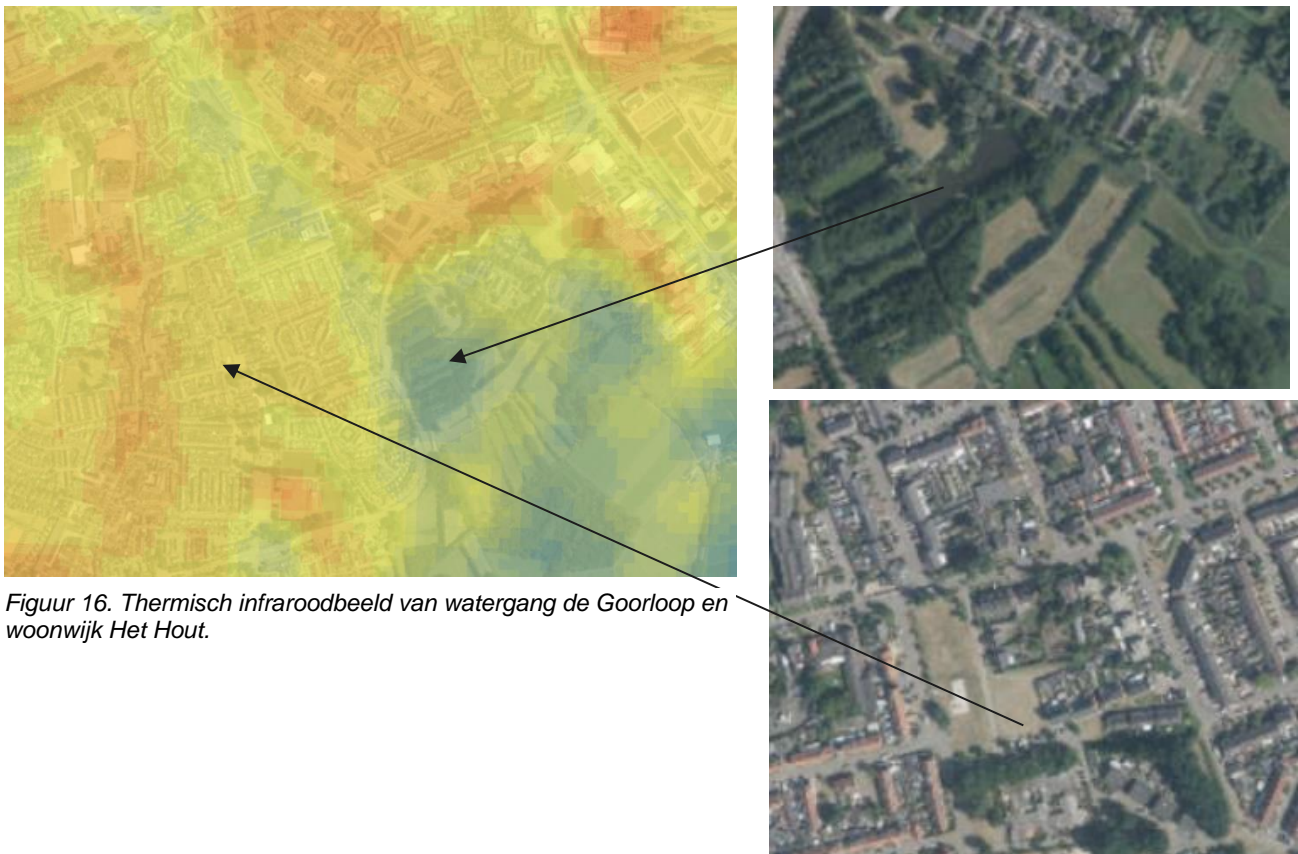 Figuur 16. Thermisch infraroodbeeld van watergang de Goorloop en
woonwijk Het Hout.